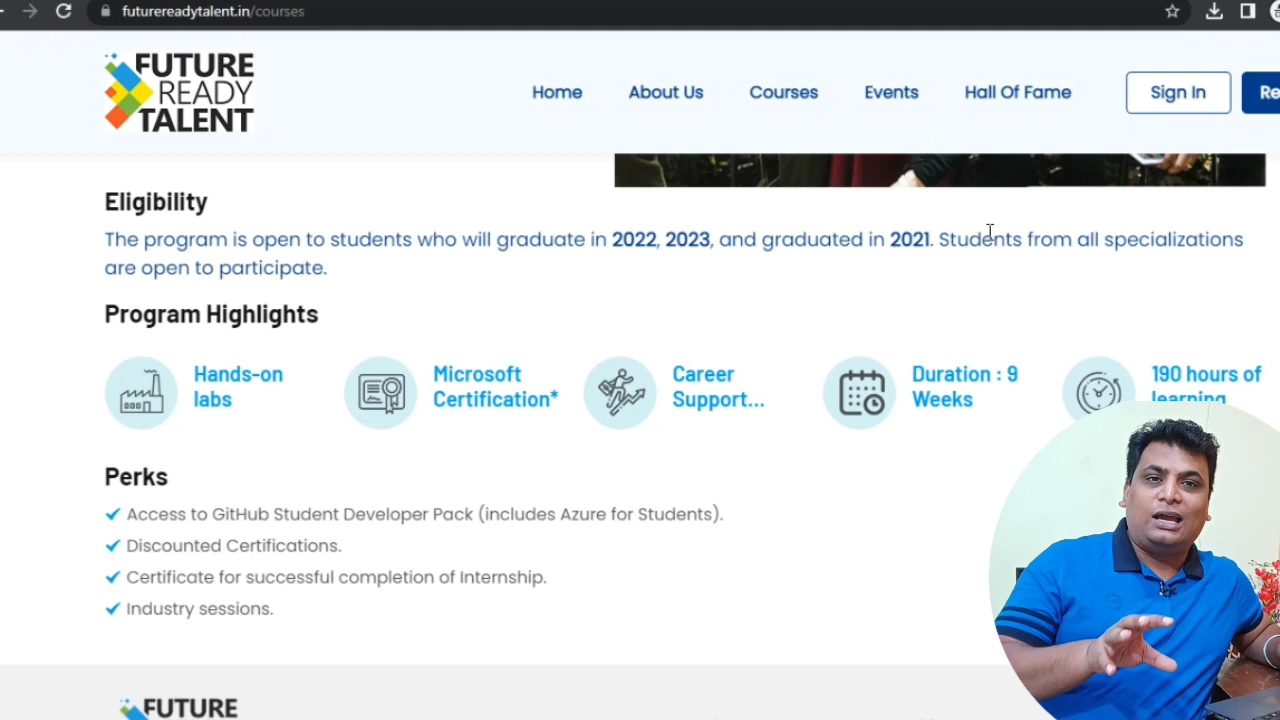 futurereadytalent.in/courses
FUTURE
READY
TALENT
Home
About Us
Courses
Events
Hall Of Fame
Sign In
Eligibility
The program is open to students who will graduate in 2022, 2023, and graduated in 2021. Students from all specializations
are open to participate.
Program Highlights
Hands-on
labs
Microsoft
Certification*
Career
Support...
Duration : 9
Weeks
190 hours of
learning
Perks
Access to GitHub Student Developer Pack (includes Azure for Students).
Discounted Certifications.
Certificate for successful completion of Internship.
Industry sessions.
FUTURE